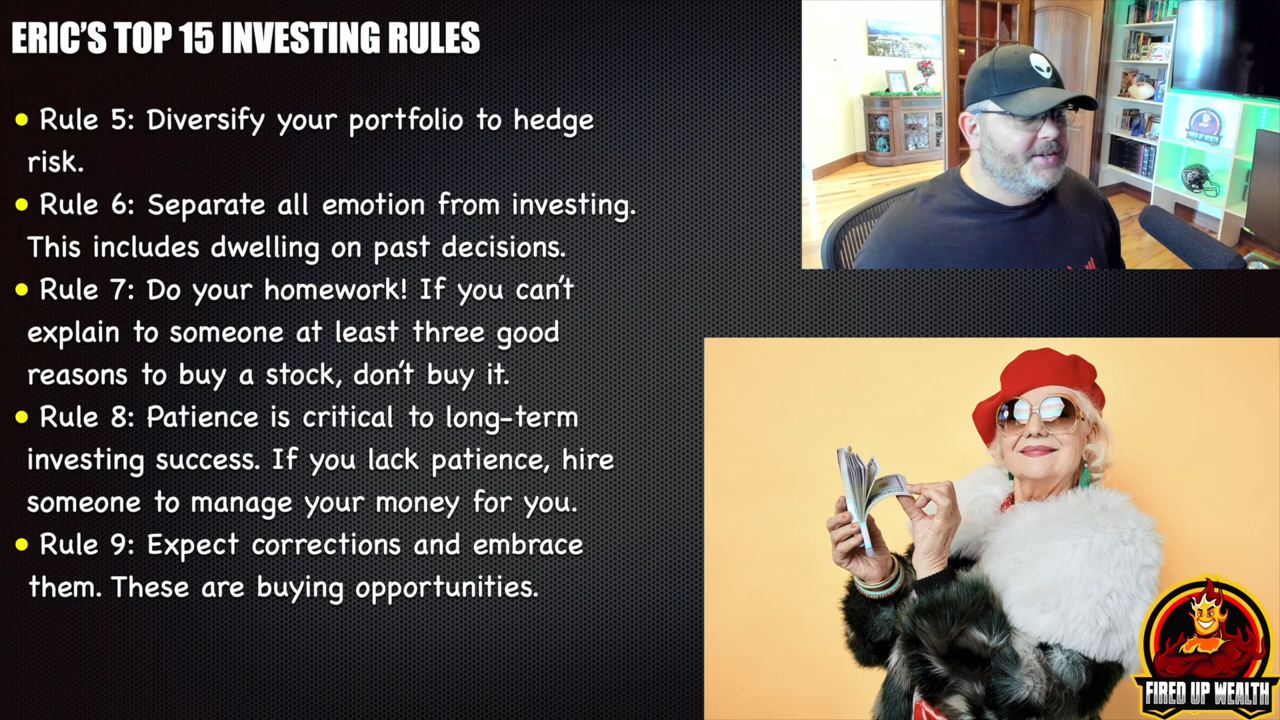 ERIC'S TOP 15 INVESTING RULES
• Rule 5: Diversify your portfolio to hedge
risk.
• Rule 6: Separate all emotion from investing.
This includes dwelling on past decisions.
• Rule 7: Do your homework! If you can't
explain to someone at least three good
reasons to buy a stock, don't buy it.
• Rule 8: Patience is critical to long-term
investing success. If you lack patience, hire
someone to manage your money for you.
• Rule 9: Expect corrections and embrace
them. These are buying opportunities.
FIRED UP WEALTH